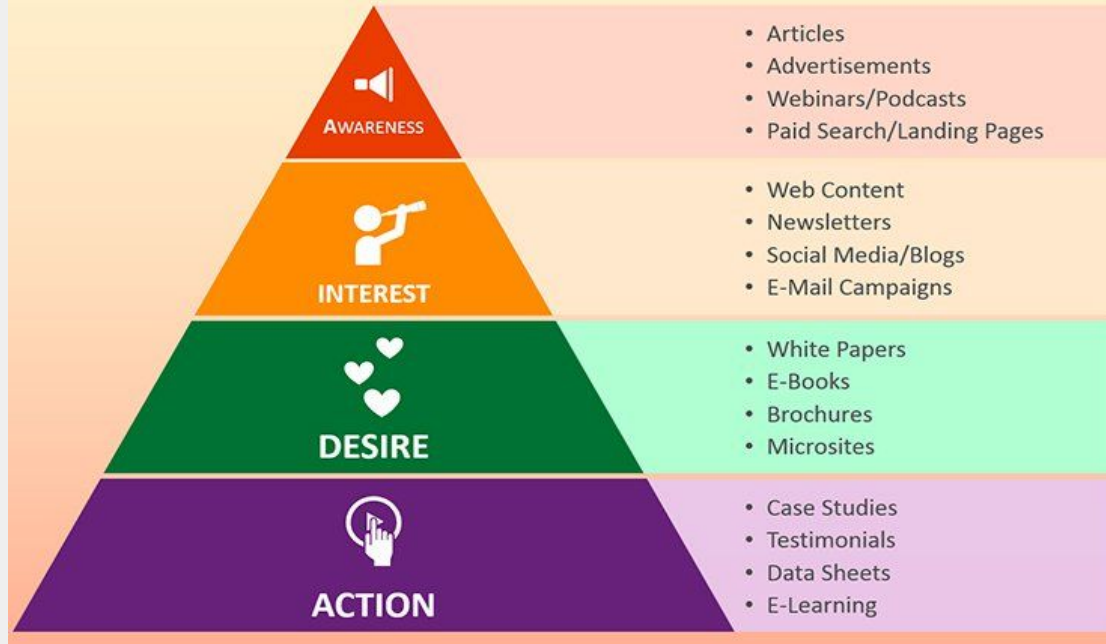 AWARENESS
• Articles
• Advertisements
• Webinars/Podcasts
• Paid Search/Landing Pages
INTEREST
• Web Content
• Newsletters
• Social Media/Blogs
• E-Mail Campaigns
DESIRE
• White Papers
• E-Books
• Brochures
• Microsites
ACTION
• Case Studies
• Testimonials
• Data Sheets
• E-Learning